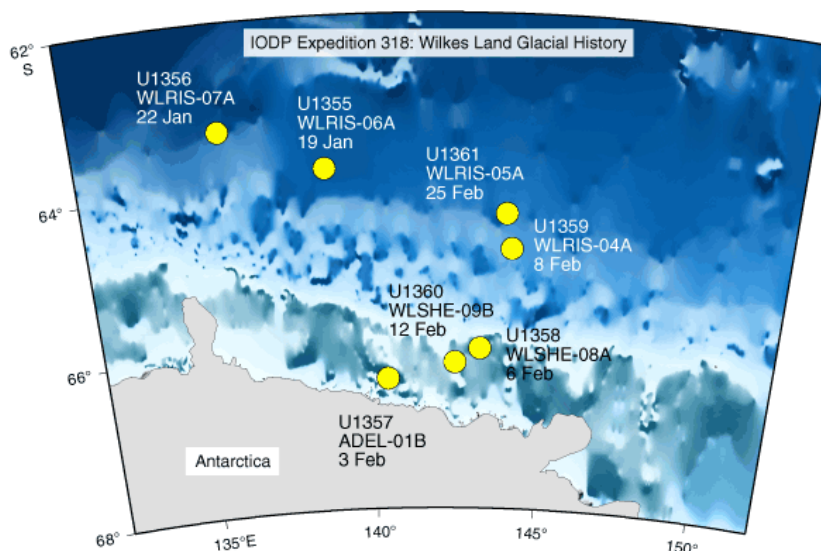 IODP Expedition 318: Wilkes Land Glacial History
62°
S
U1356
WLRIS-07A
22 Jan
U1355
WLRIS-06A
19 Jan
U1361
WLRIS-05A
25 Feb
64°
U1359
WLRIS-04A
8 Feb
U1360
WLSHE-09B
12 Feb
U1358
WLSHE-08A
6 Feb
66°
U1357
ADEL-01B
3 Feb
Antarctica
68°
135°E
140°
145°
150°